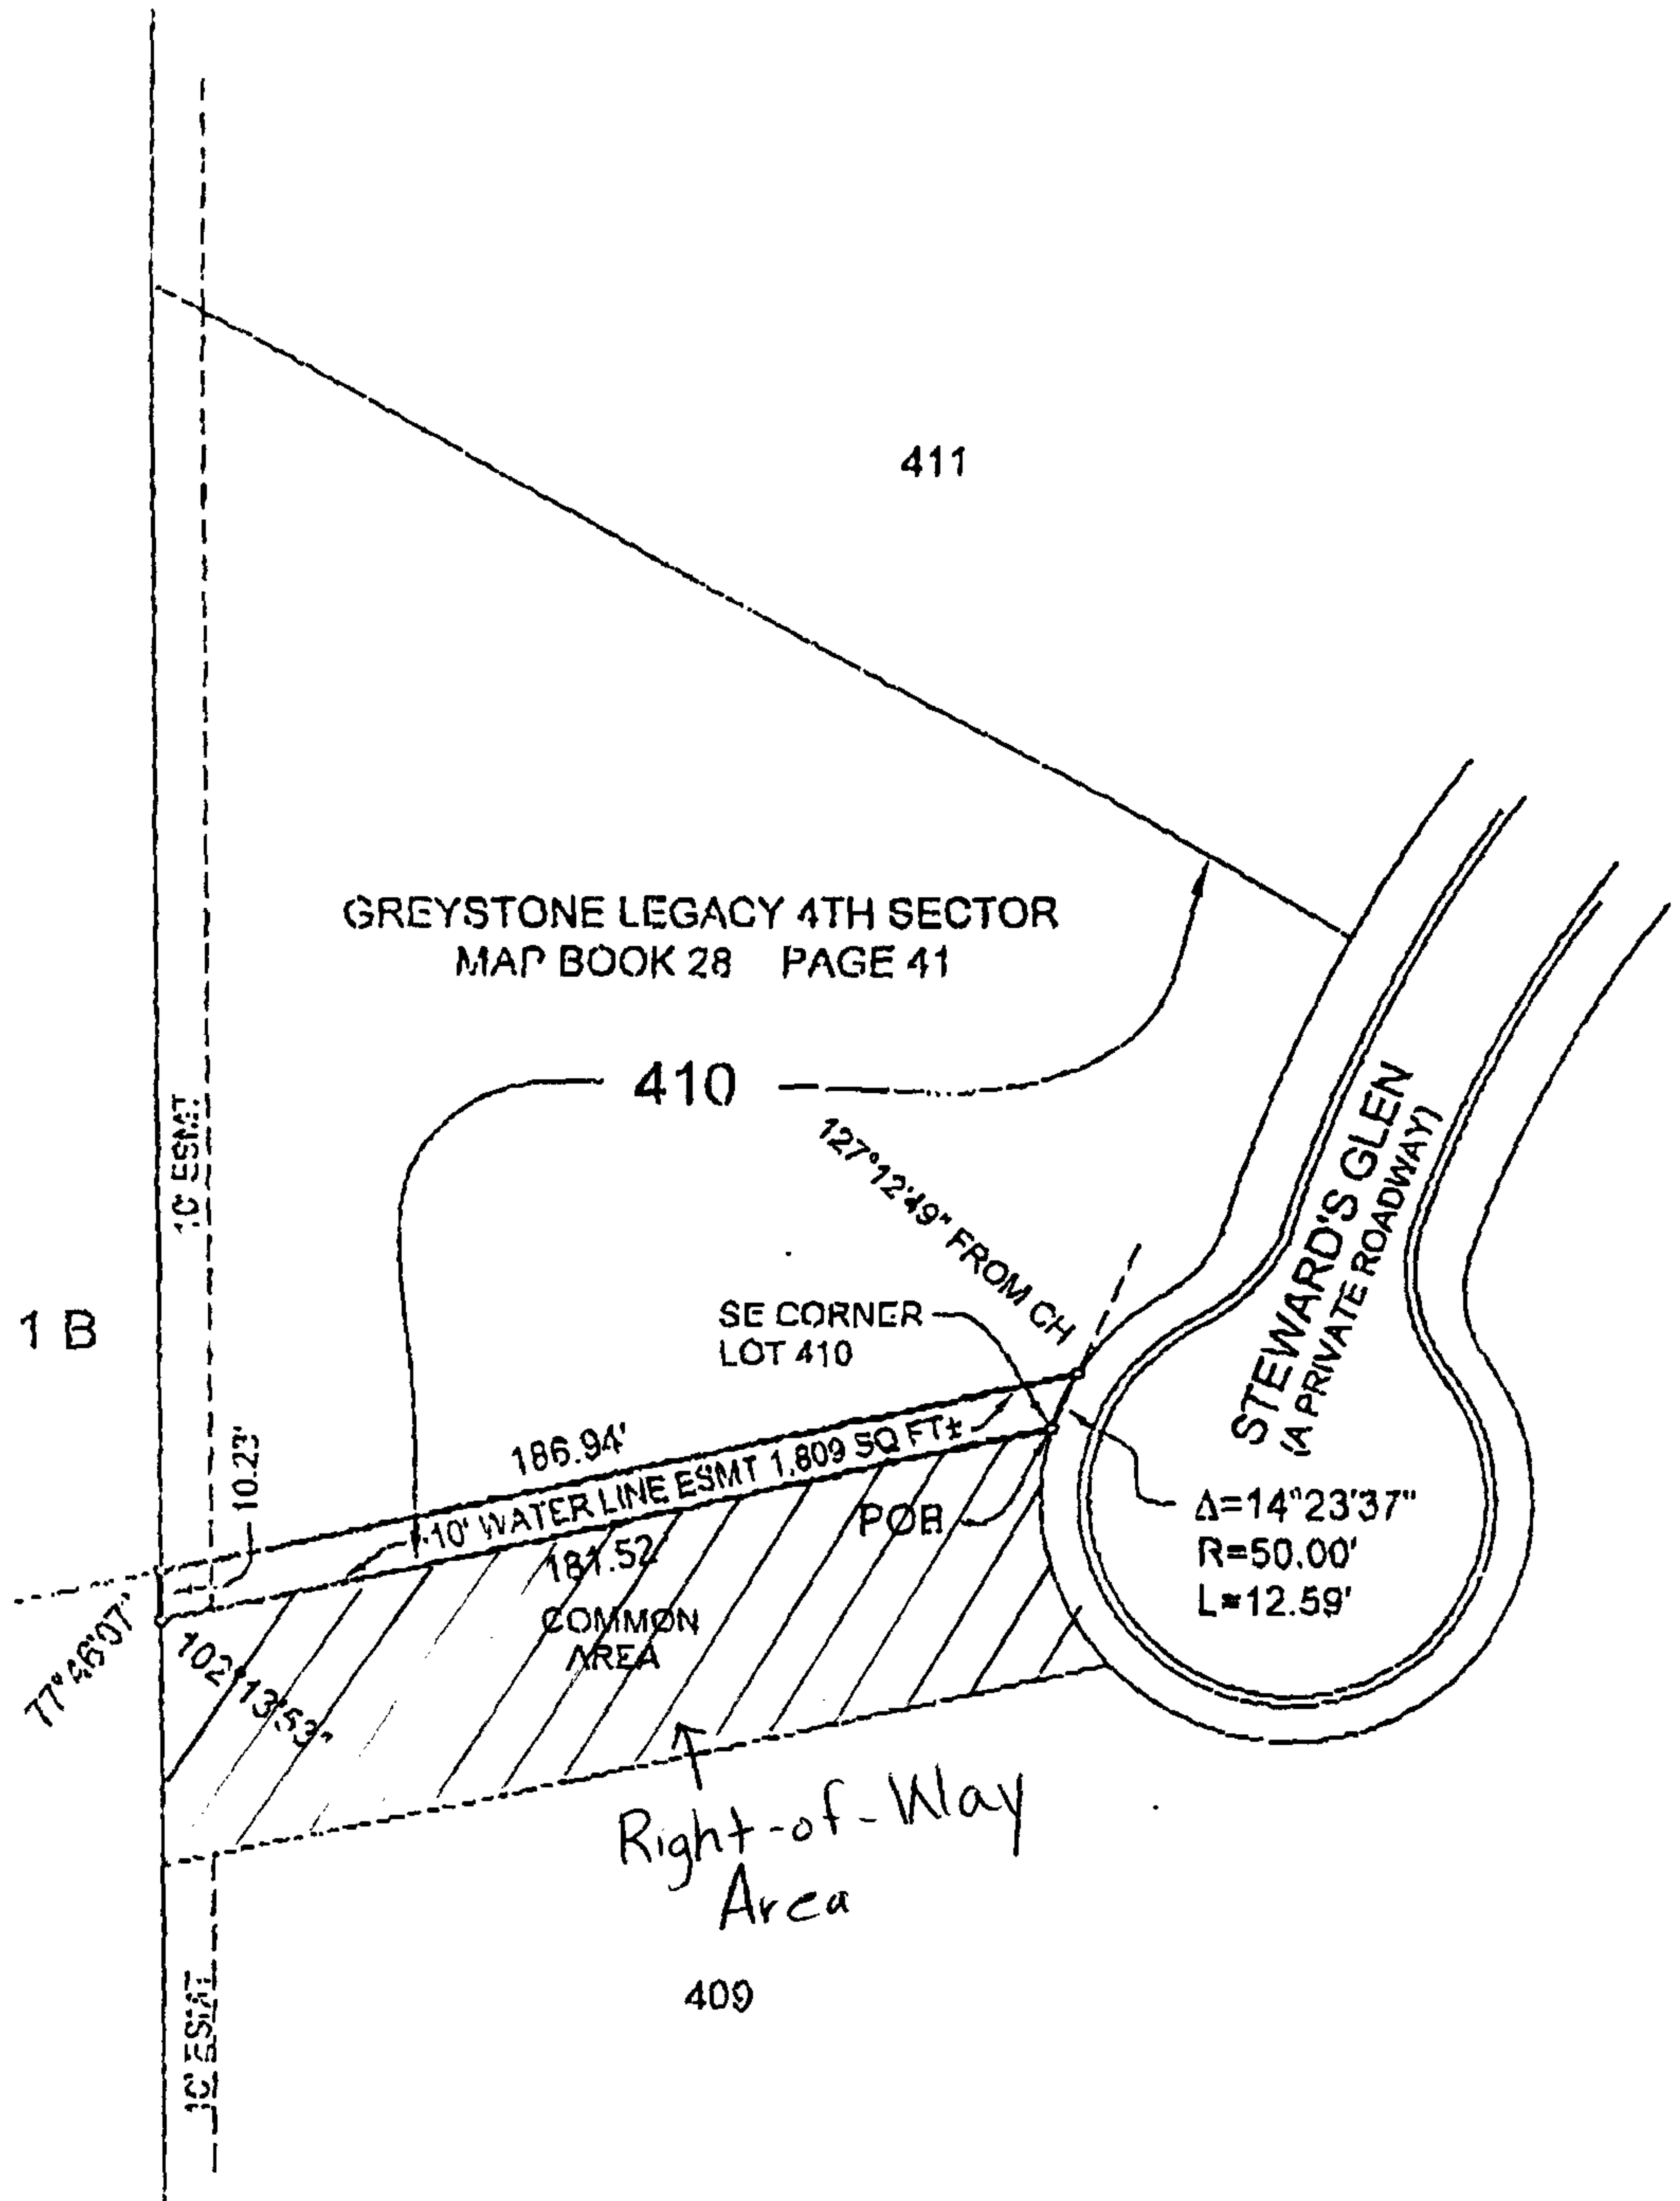 411
GREYSTONE LEGACY 4TH SECTOR
MAP BOOK 28 PAGE 41
410
10' ESMT
127°12'49" FROM CH
STEWARD'S GLEN
(A PRIVATE ROADWAY)
1 B
SE CORNER
LOT 410
186.94'
10.23'
10' WATER LINE ESMT 1,809 SQ FT±
POB
181.52
Δ=14°23'37"
R=50.00'
L=12.59'
COMMON
AREA
77°46'07"
102°13'53"
Right-of-Way
Area
409
10' ESMT